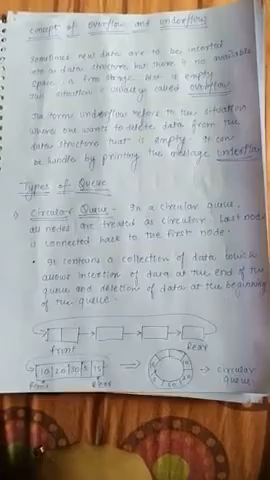 Concept of overflow and underflow
Sometimes new data are to be inserted
into a data structure but there is no available
space is free storage list is empty
This situation is usually called overflow
The terms underflow refers to the situation
where one wants to delete data from the
data structure that is empty. It can
be handle by printing the message underflow
Types of Queue
1) Circular Queue - In a circular queue,
all nodes are treated as circular. Last node
is connected back to the first node.
• It contains a collection of data which
allows insertion of data at the end of the
queue and deletion of data at the beginning
of the queue.
front Rear
10 20 30 5 15
Front Rear
→ circular
queue